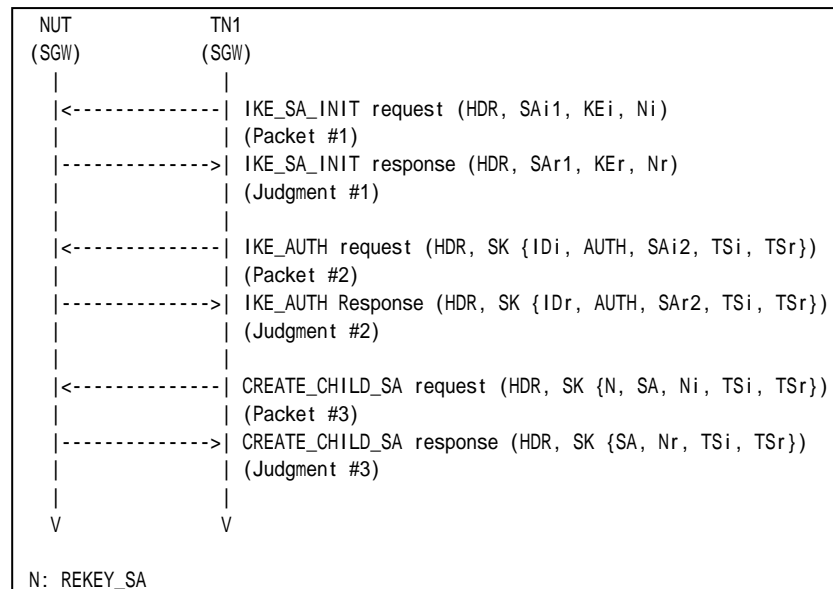 NUT TN1
(SGW) (SGW)
| |
|<--------------| IKE_SA_INIT request (HDR, SAi1, KEi, Ni)
| | (Packet #1)
|-------------->| IKE_SA_INIT response (HDR, SAr1, KEr, Nr)
| | (Judgment #1)
| |
|<--------------| IKE_AUTH request (HDR, SK {IDi, AUTH, SAi2, TSi, TSr})
| | (Packet #2)
|-------------->| IKE_AUTH Response (HDR, SK {IDr, AUTH, SAr2, TSi, TSr})
| | (Judgment #2)
| |
|<--------------| CREATE_CHILD_SA request (HDR, SK {N, SA, Ni, TSi, TSr})
| | (Packet #3)
|-------------->| CREATE_CHILD_SA response (HDR, SK {SA, Nr, TSi, TSr})
| | (Judgment #3)
| |
V V
N: REKEY_SA